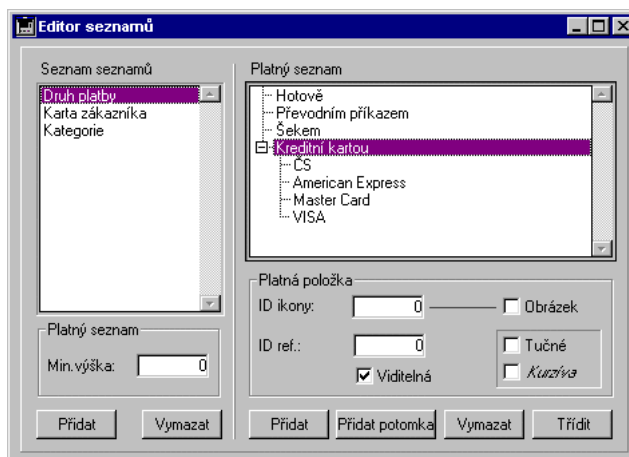 Editor seznamů
Seznam seznamů
Druh platby
Karta zákazníka
Kategorie
Platný seznam
Min.výška: 0
Přidat Vymazat
Platný seznam
Hotově
Převodním příkazem
Šekem
Kreditní kartou
ČS
American Express
Master Card
VISA
Platná položka
ID ikony: 0 Obrázek
ID ref.: 0 Tučné
Viditelná Kurzíva
Přidat Přidat potomka Vymazat Třídit